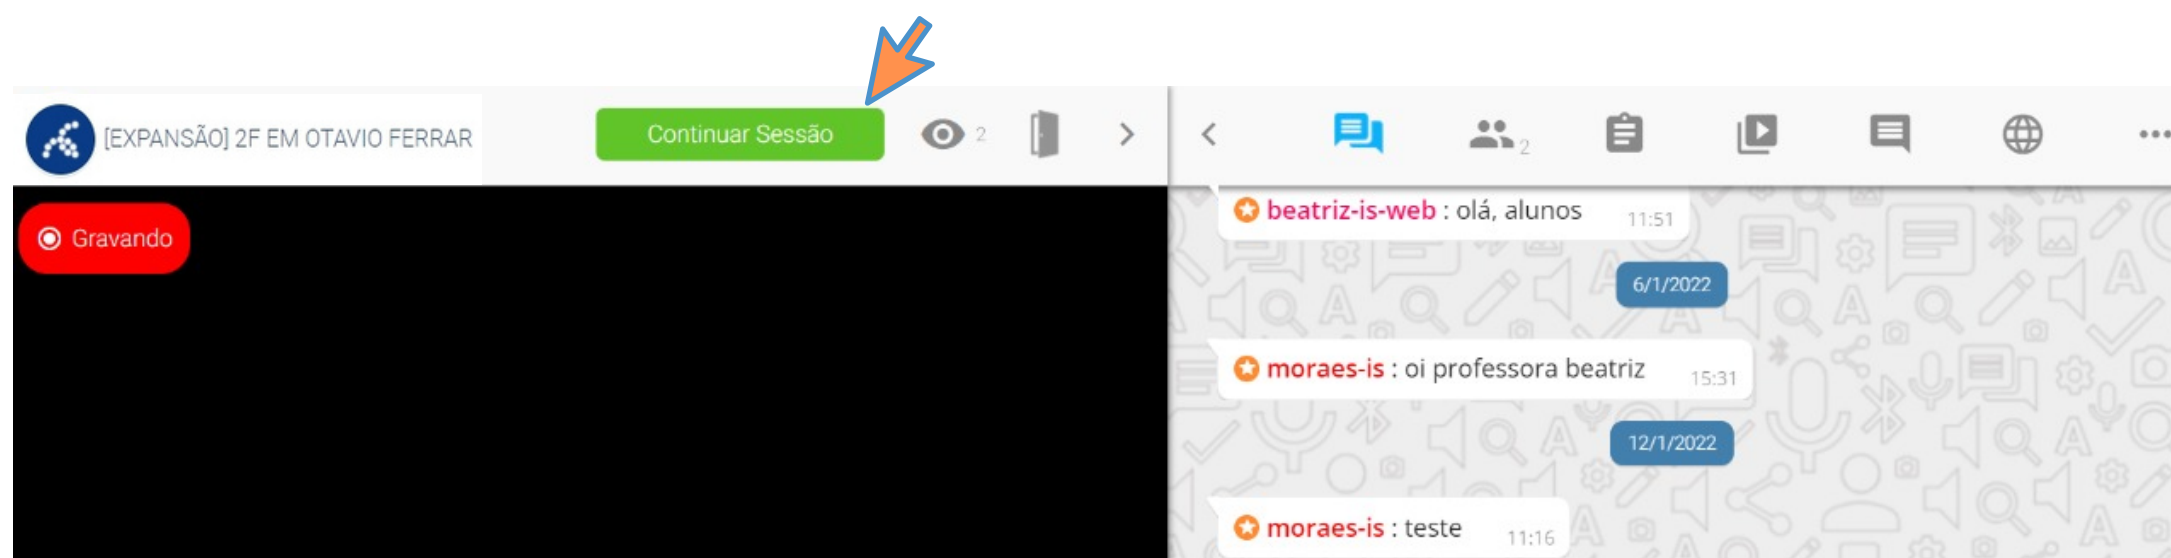 [EXPANSÃO] 2F EM OTAVIO FERRAR
Continuar Sessão
2
2
Gravando
beatriz-is-web : olá, alunos 11:51
6/1/2022
moraes-is : oi professora beatriz 15:31
12/1/2022
moraes-is : teste 11:16